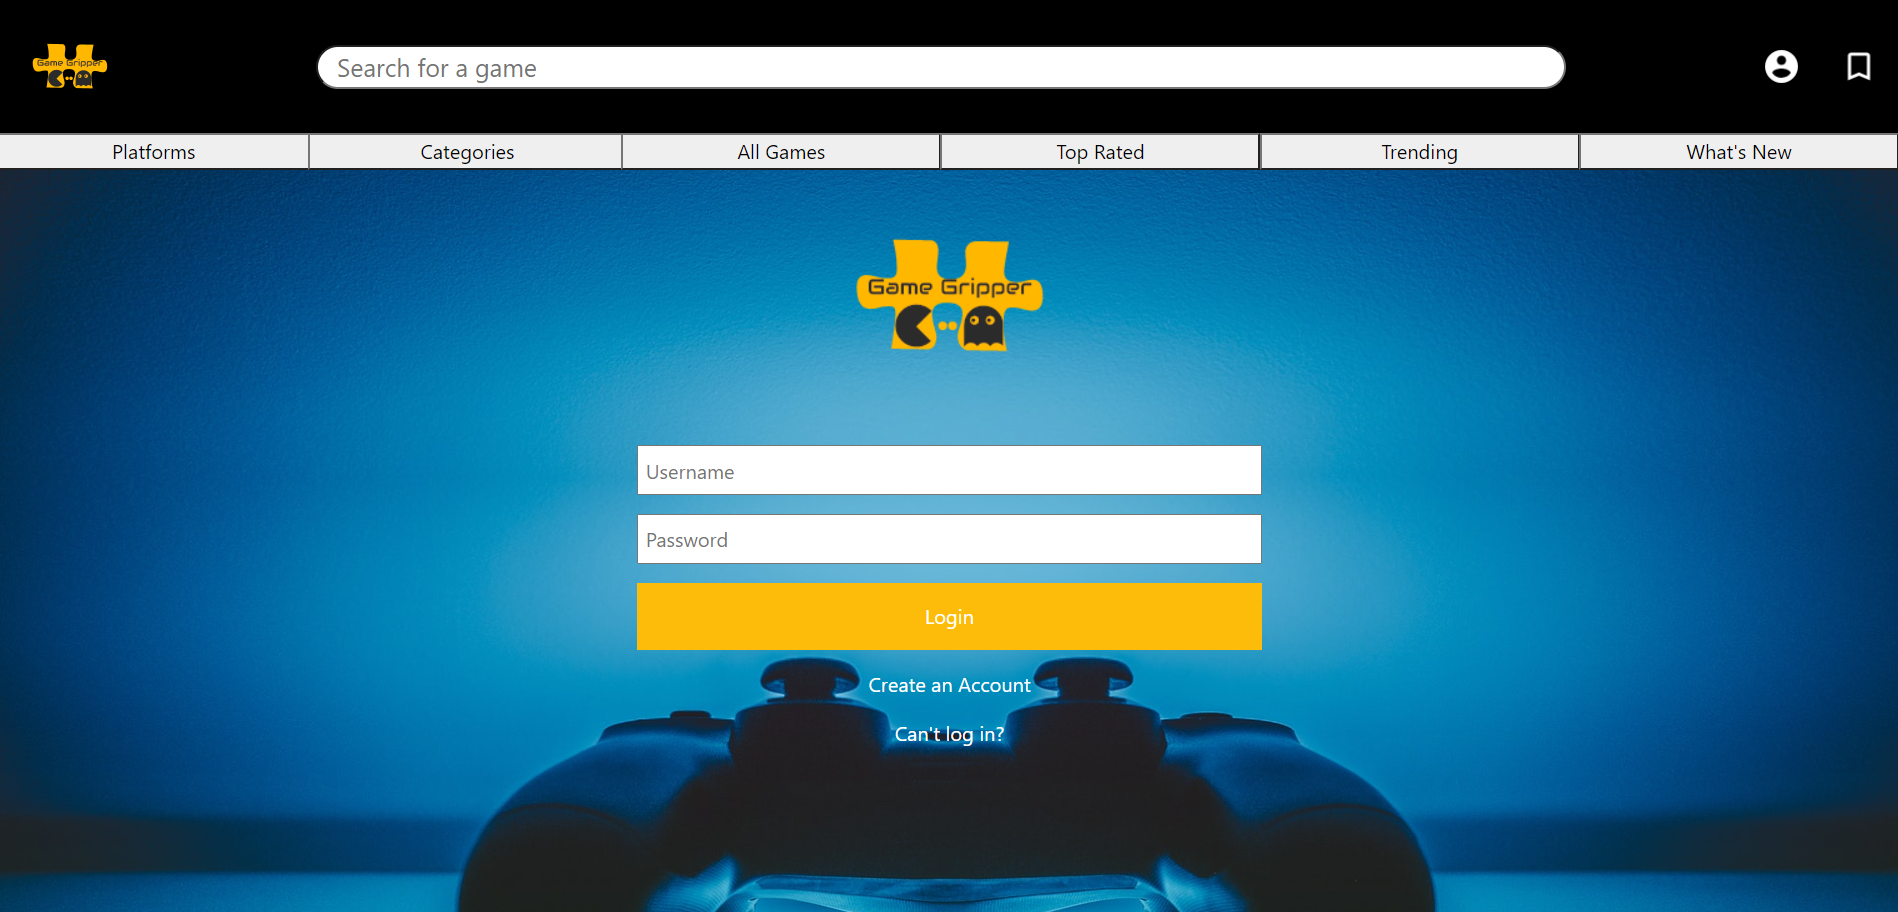 Game Gripper
Search for a game
Platforms
Categories
All Games
Top Rated
Trending
What's New
Game Gripper
Username
Password
Login
Create an Account
Can't log in?